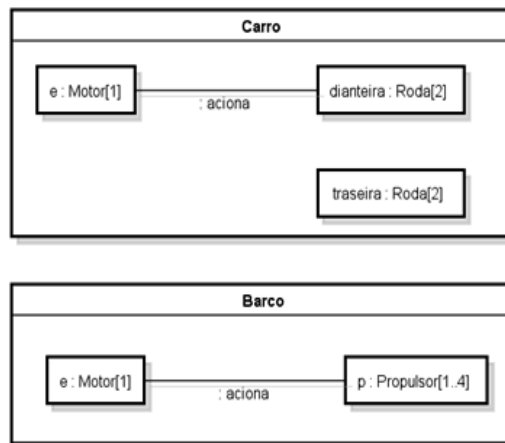 Carro
e : Motor[1]
: aciona
dianteira : Roda[2]
traseira : Roda[2]
Barco
e : Motor[1]
: aciona
p : Propulsor[1..4]